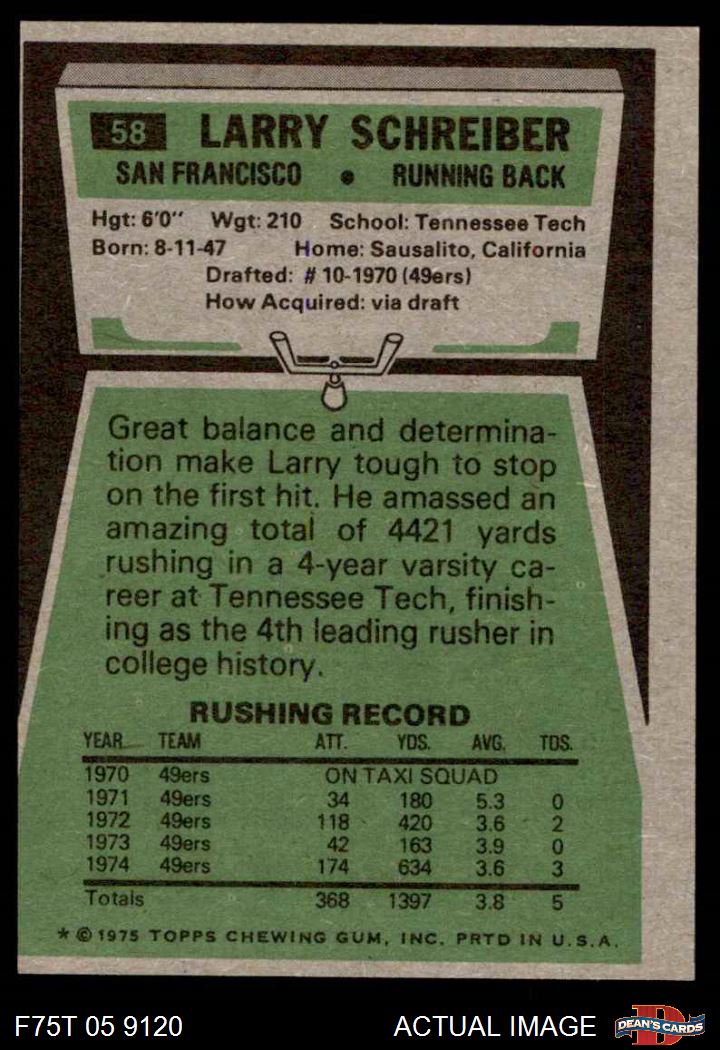 58 LARRY SCHREIBER
SAN FRANCISCO • RUNNING BACK
Hgt: 6'0" Wgt: 210 School: Tennessee Tech
Born: 8-11-47 Home: Sausalito, California
Drafted: #10-1970 (49ers)
How Acquired: via draft
Great balance and determina-
tion make Larry tough to stop
on the first hit. He amassed an
amazing total of 4421 yards
rushing in a 4-year varsity ca-
reer at Tennessee Tech, finish-
ing as the 4th leading rusher in
college history.
RUSHING RECORD
YEAR TEAM ATT. YDS. AVG. TDS.
1970 49ers ON TAXI SQUAD
1971 49ers 34 180 5.3 0
1972 49ers 118 420 3.6 2
1973 49ers 42 163 3.9 0
1974 49ers 174 634 3.6 3
Totals 368 1397 3.8 5
* © 1975 TOPPS CHEWING GUM, INC. PRTD IN U.S.A.
F75T 05 9120 ACTUAL IMAGE D DEAN'S CARDS